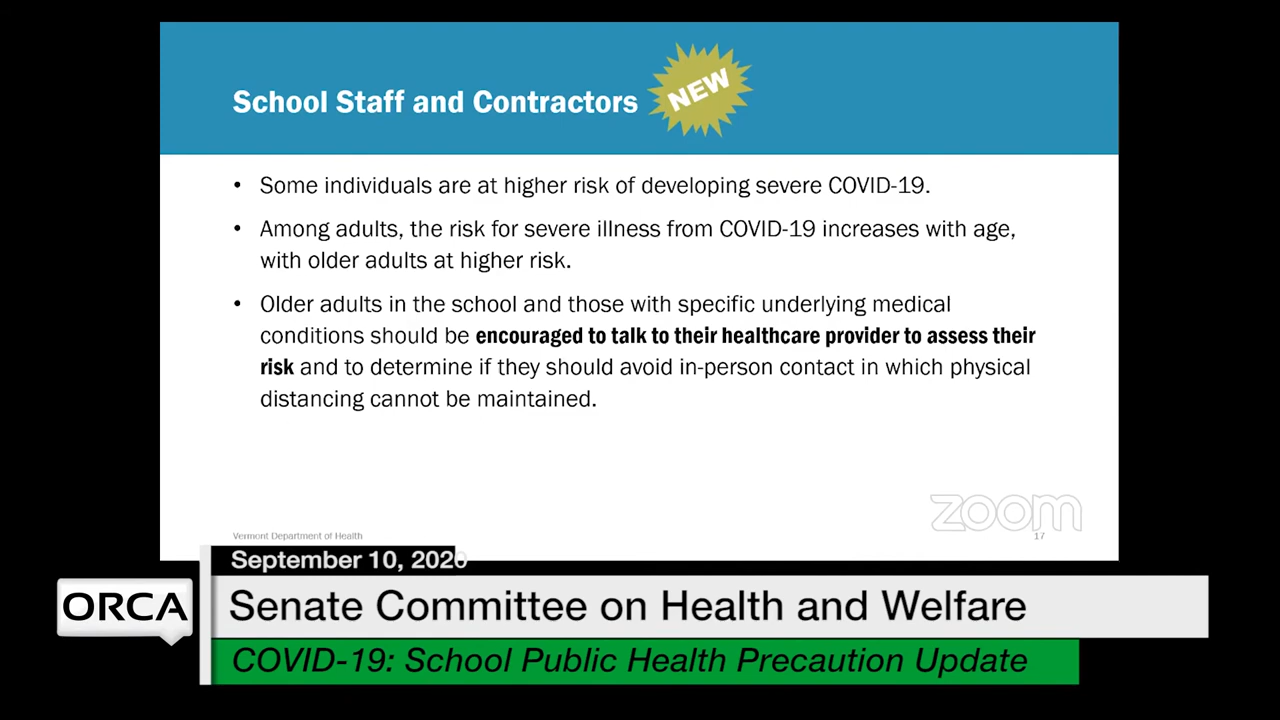 School Staff and Contractors
NEW
• Some individuals are at higher risk of developing severe COVID-19.
• Among adults, the risk for severe illness from COVID-19 increases with age,
with older adults at higher risk.
• Older adults in the school and those with specific underlying medical
conditions should be encouraged to talk to their healthcare provider to assess their
risk and to determine if they should avoid in-person contact in which physical
distancing cannot be maintained.
zoom
Vermont Department of Health
17
September 10, 2020
ORCA
Senate Committee on Health and Welfare
COVID-19: School Public Health Precaution Update